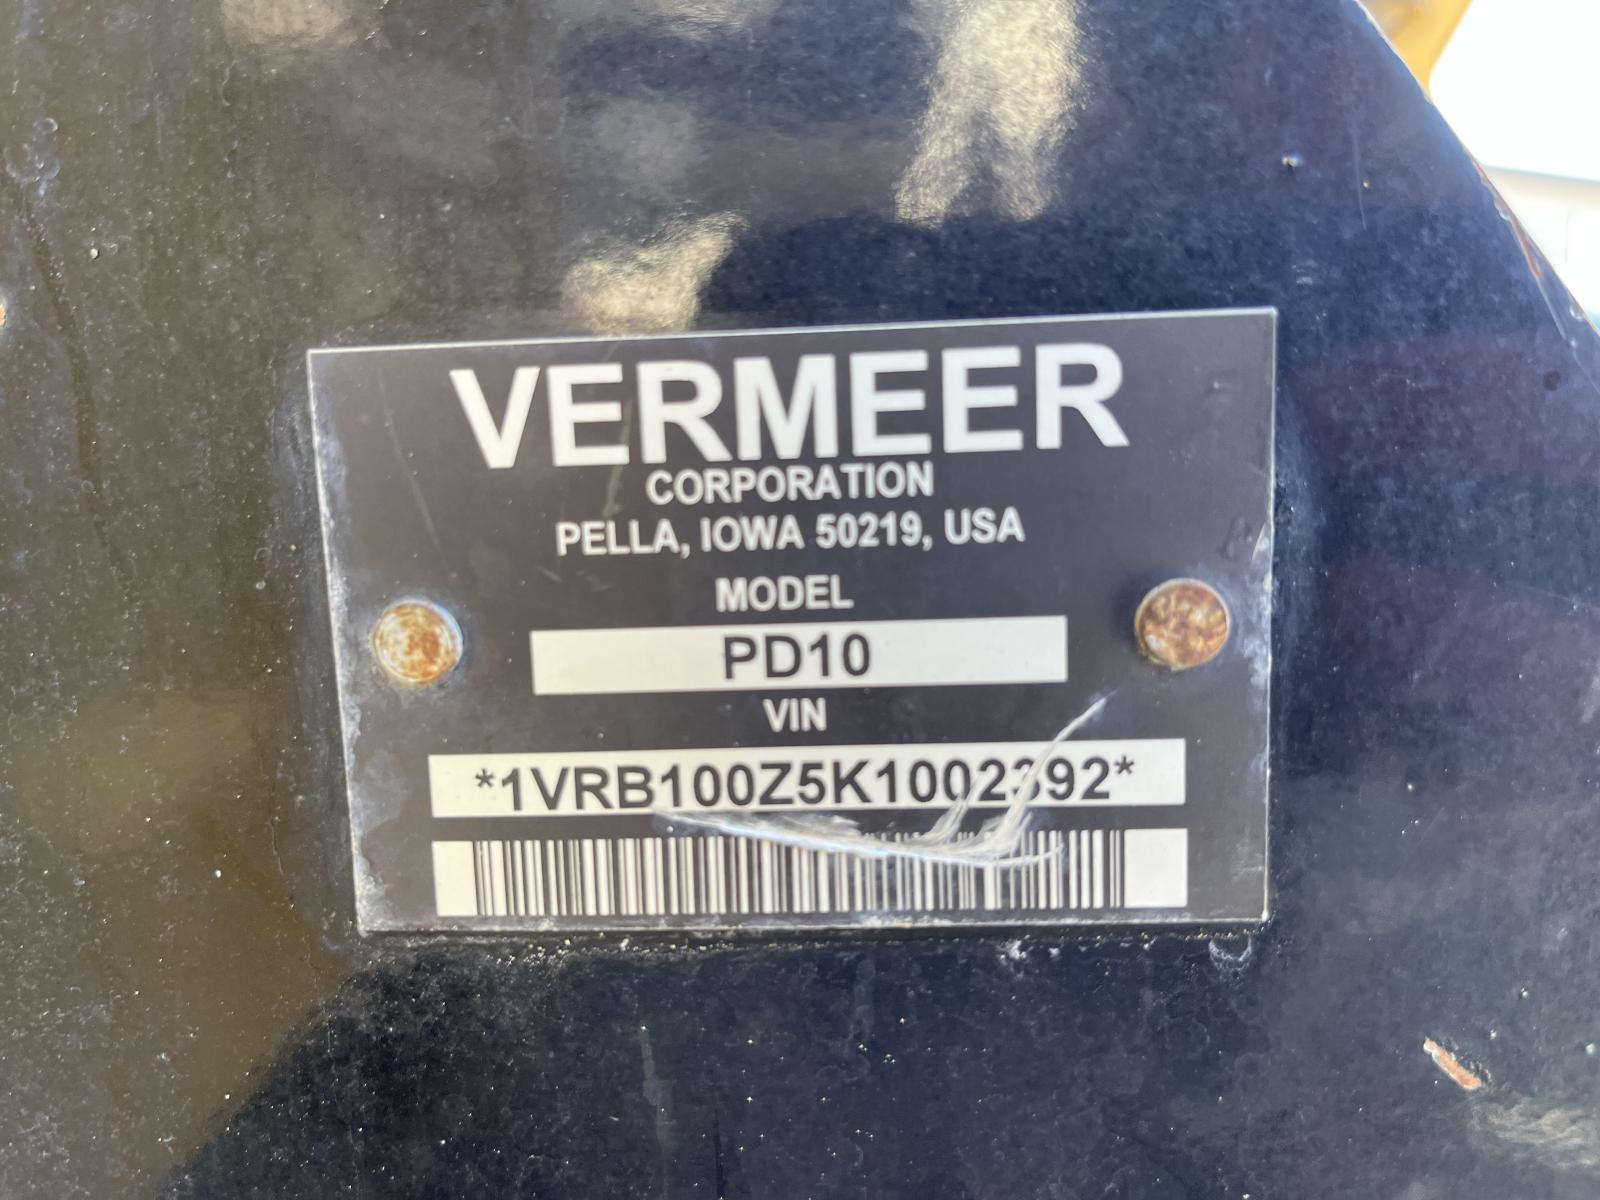 VERMEER
CORPORATION
PELLA, IOWA 50219, USA
MODEL
PD10
VIN
*1VRB100Z5K1002392*